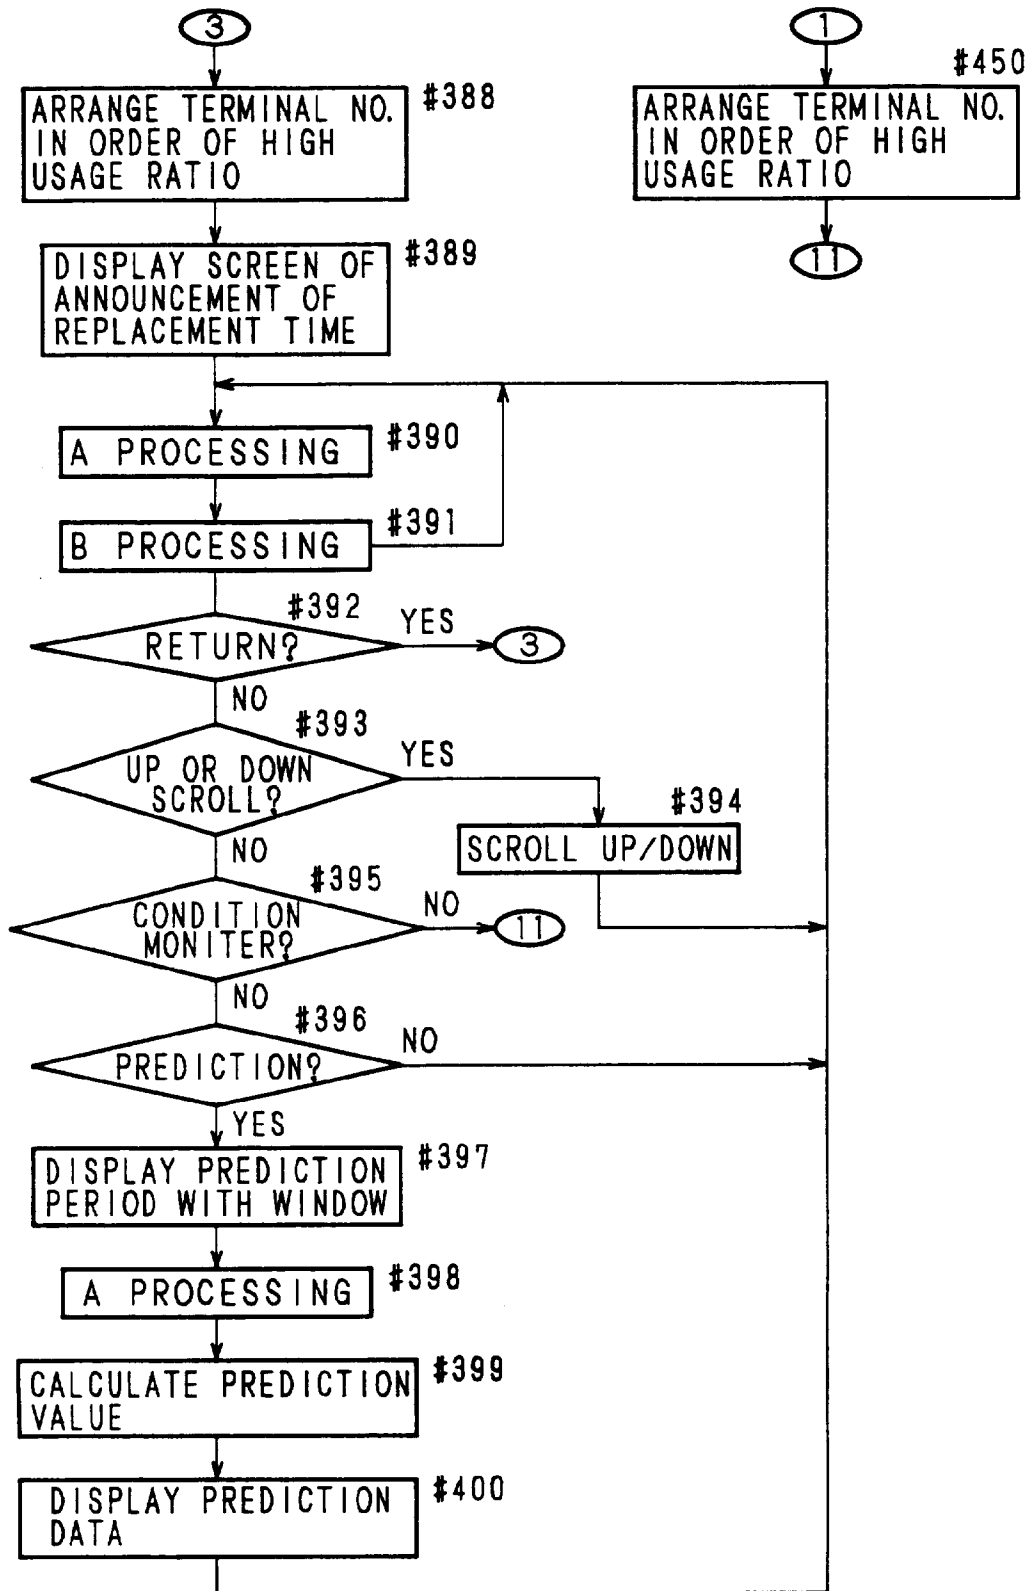 3
#388
ARRANGE TERMINAL NO.
IN ORDER OF HIGH
USAGE RATIO
#389
DISPLAY SCREEN OF
ANNOUNCEMENT OF
REPLACEMENT TIME
#390
A PROCESSING
#391
B PROCESSING
#392
RETURN?
YES
3
NO
#393
UP OR DOWN
SCROLL?
YES
#394
SCROLL UP/DOWN
NO
#395
CONDITION
MONITER?
NO
11
NO
#396
PREDICTION?
NO
YES
#397
DISPLAY PREDICTION
PERIOD WITH WINDOW
#398
A PROCESSING
#399
CALCULATE PREDICTION
VALUE
#400
DISPLAY PREDICTION
DATA
1
#450
ARRANGE TERMINAL NO.
IN ORDER OF HIGH
USAGE RATIO
11